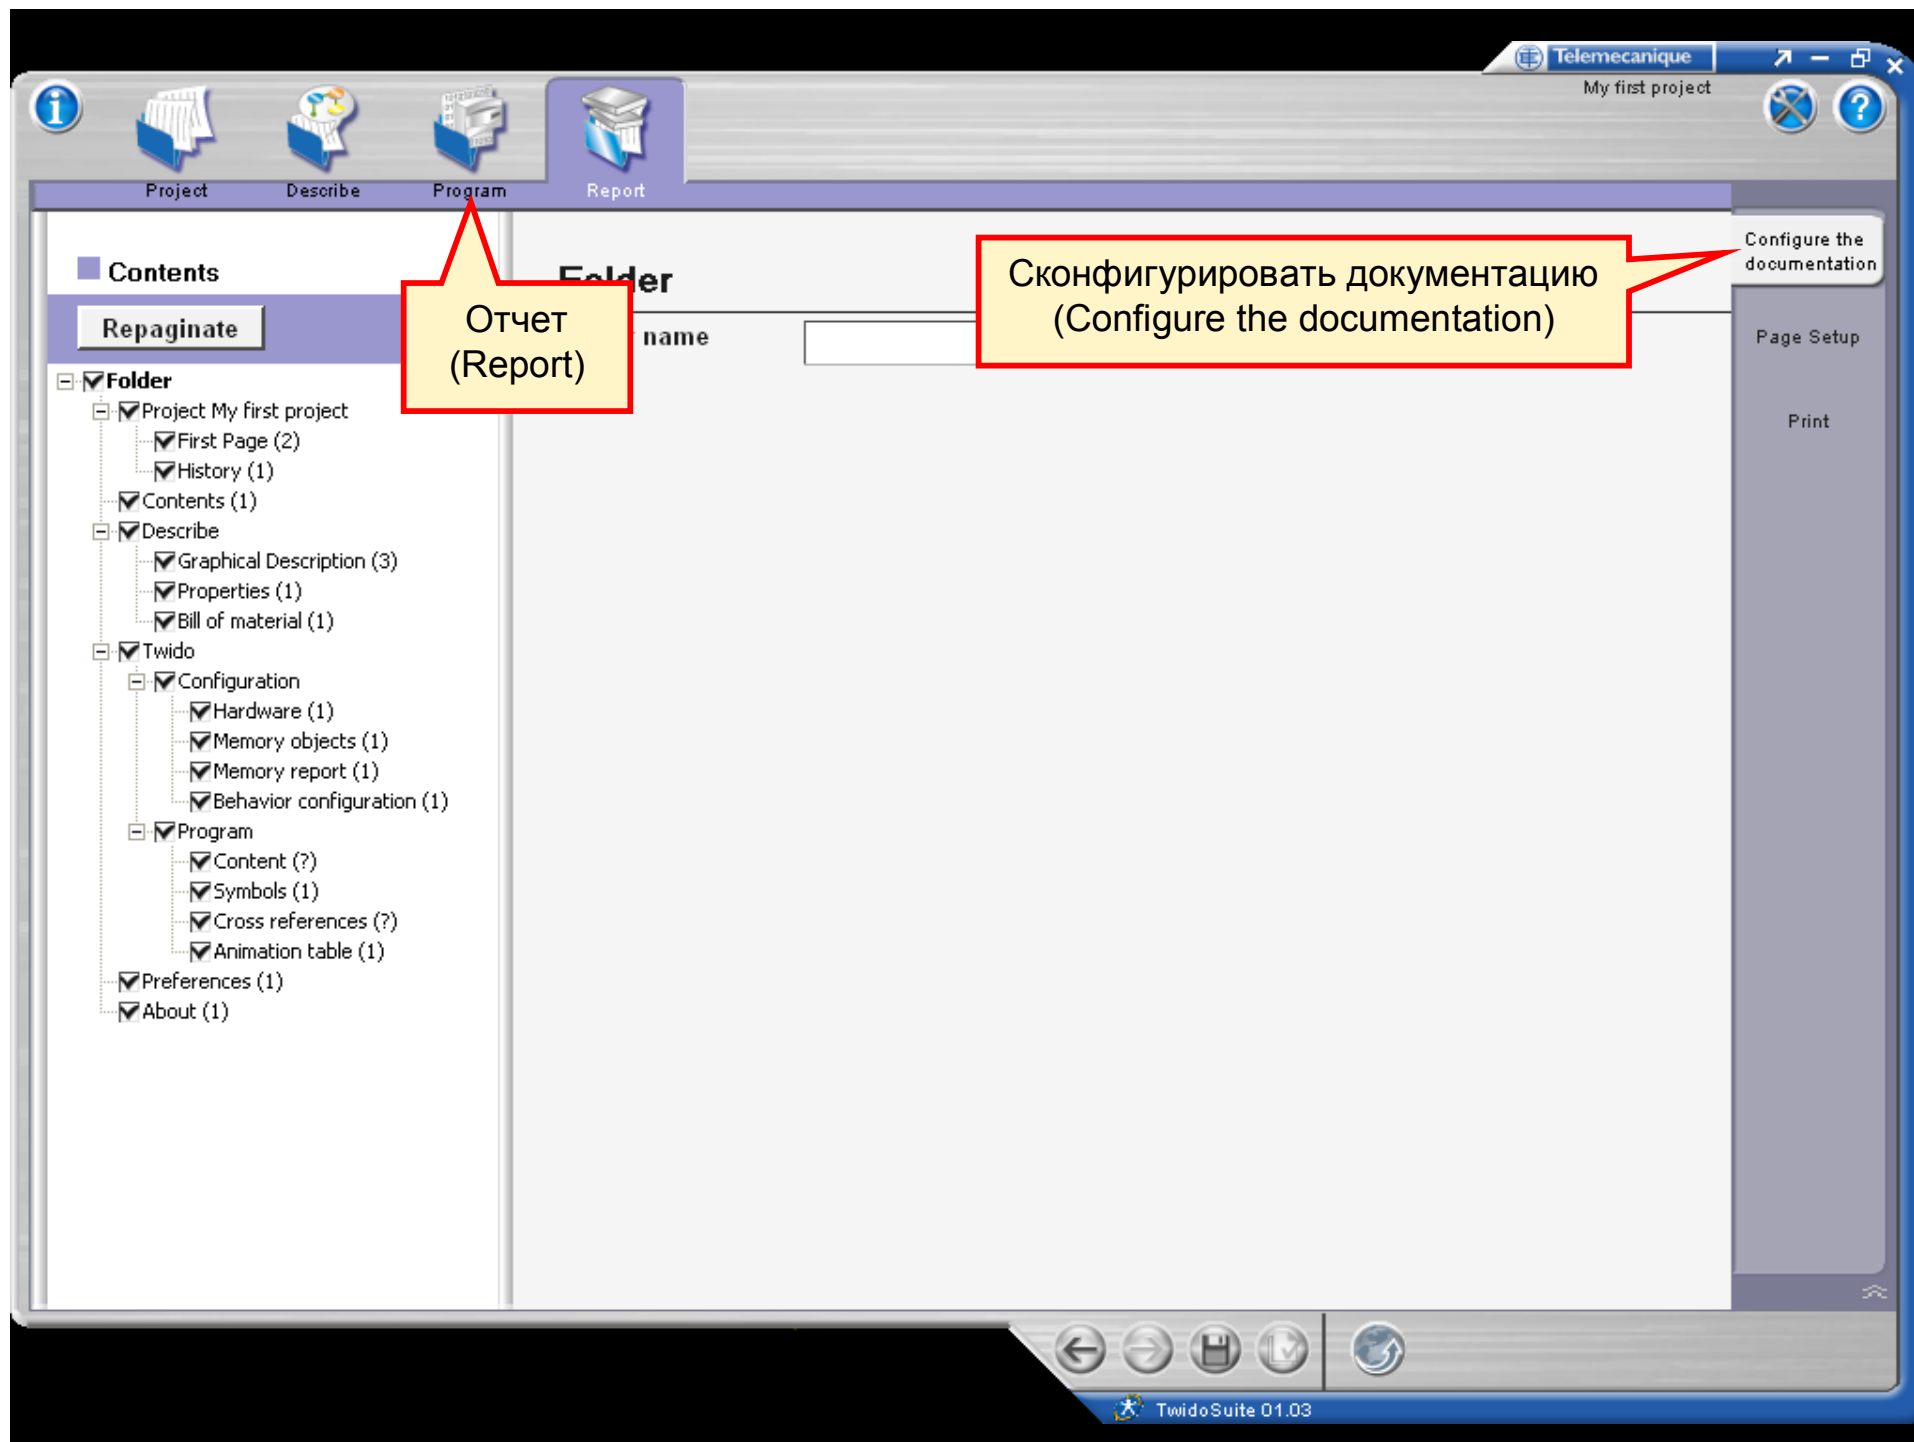 Telemecanique
My first project
Project
Describe
Program
Report
Contents
Repaginate
Folder
Project My first project
First Page (2)
History (1)
Contents (1)
Describe
Graphical Description (3)
Properties (1)
Bill of material (1)
Twido
Configuration
Hardware (1)
Memory objects (1)
Memory report (1)
Behavior configuration (1)
Program
Content (?)
Symbols (1)
Cross references (?)
Animation table (1)
Preferences (1)
About (1)
Отчет
(Report)
Folder
name
Сконфигурировать документацию
(Configure the documentation)
Configure the
documentation
Page Setup
Print
TwidoSuite 01.03